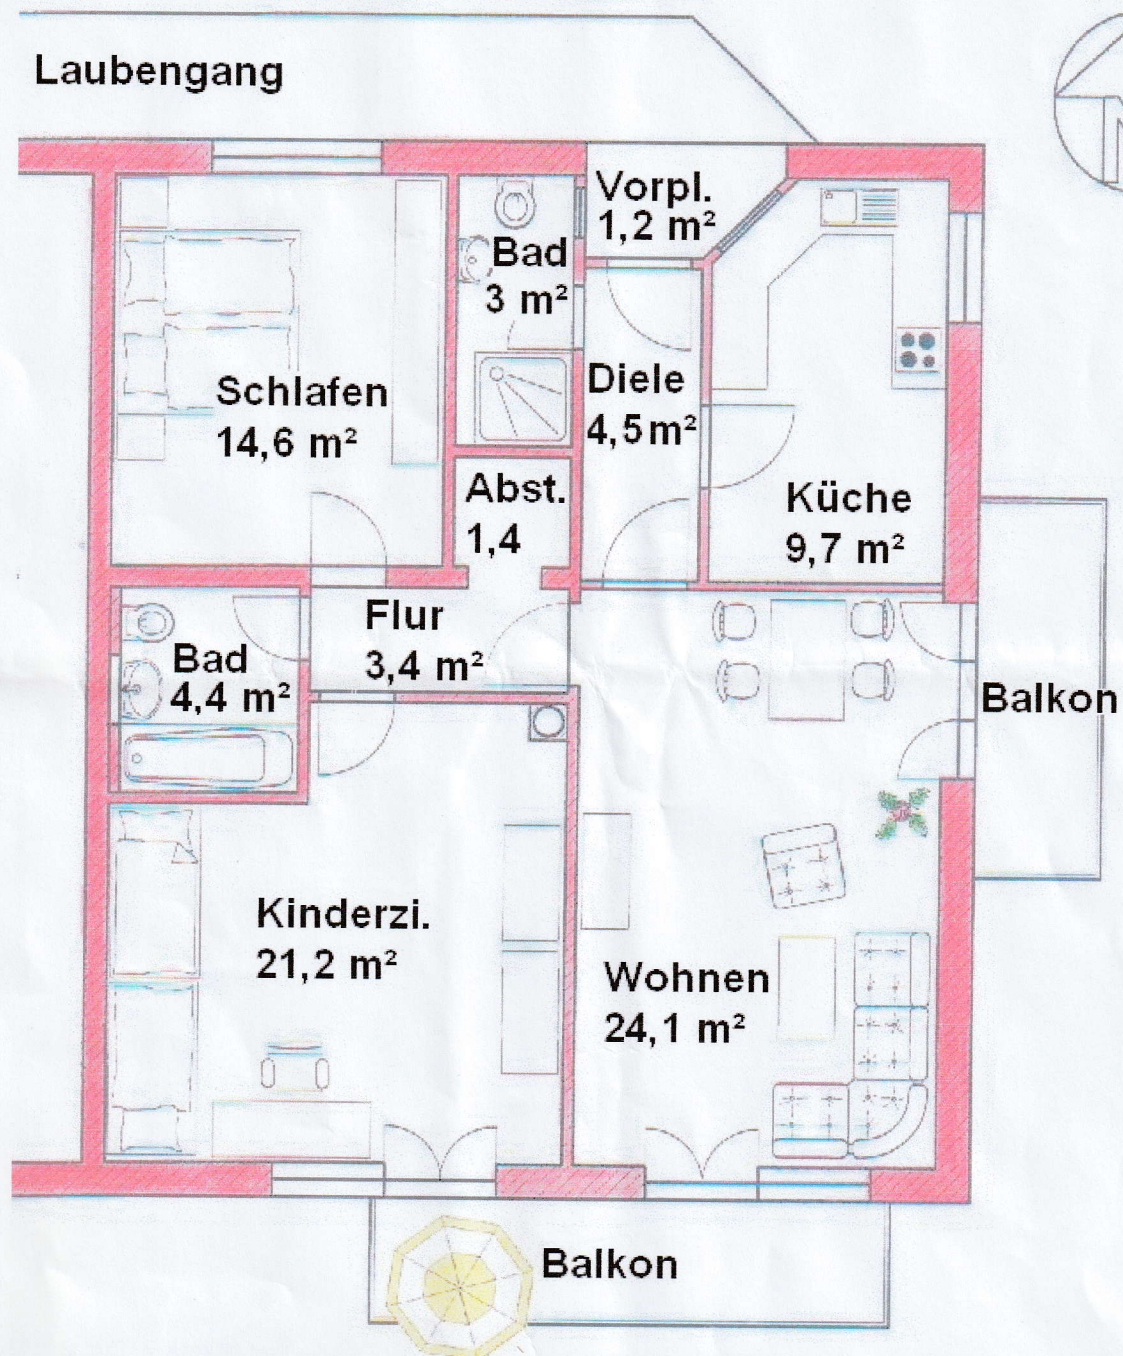 Laubengang
Vorpl.
1,2 m²
Bad
3 m²
Schlafen
14,6 m²
Diele
4,5 m²
Abst.
1,4
Küche
9,7 m²
Flur
3,4 m²
Bad
4,4 m²
Balkon
Kinderzi.
21,2 m²
Wohnen
24,1 m²
Balkon